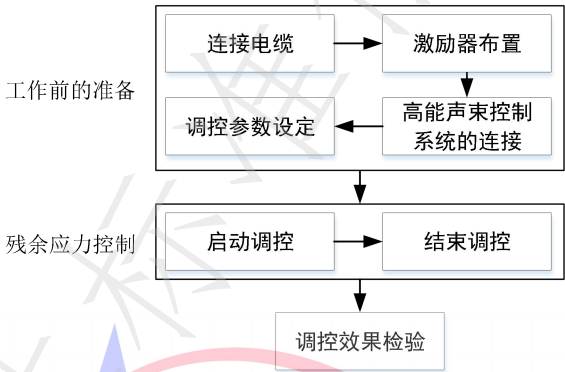 连接电缆
激励器布置
工作前的准备
调控参数设定
高能声束控制
系统的连接
残余应力控制
启动调控
结束调控
调控效果检验